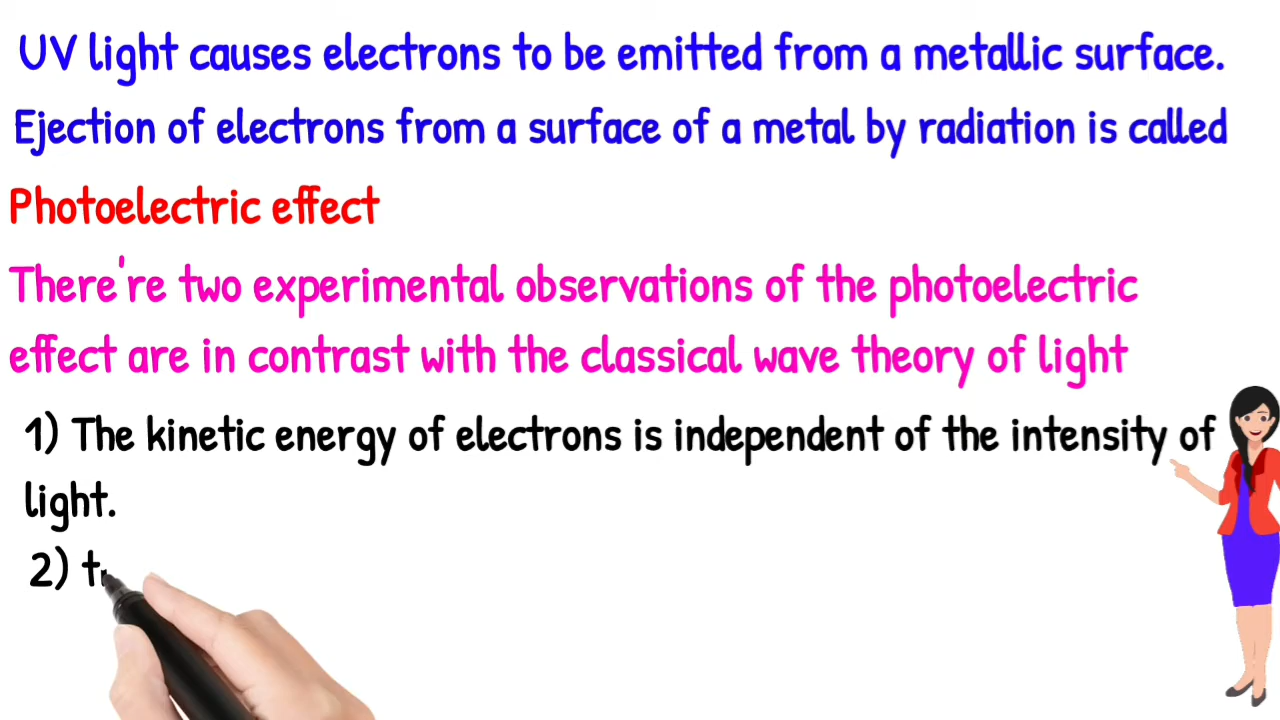 UV light causes electrons to be emitted from a metallic surface.
Ejection of electrons from a surface of a metal by radiation is called
Photoelectric effect
There're two experimental observations of the photoelectric
effect are in contrast with the classical wave theory of light
1) The kinetic energy of electrons is independent of the intensity of
light.
2)